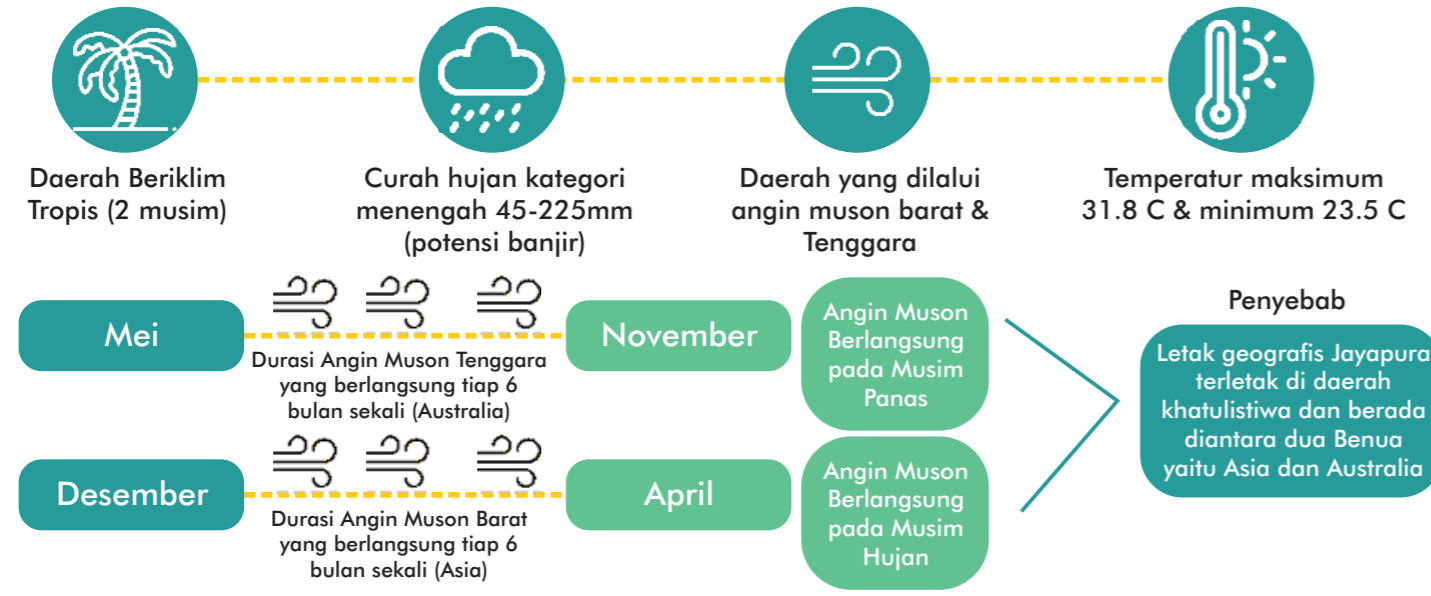 Daerah Beriklim
Tropis (2 musim)
Curah hujan kategori
menengah 45-225mm
(potensi banjir)
Daerah yang dilalui
angin muson barat &
Tenggara
Temperatur maksimum
31.8 C & minimum 23.5 C
Mei
Durasi Angin Muson Tenggara
yang berlangsung tiap 6
bulan sekali (Australia)
November
Angin Muson
Berlangsung
pada Musim
Panas
Desember
Durasi Angin Muson Barat
yang berlangsung tiap 6
bulan sekali (Asia)
April
Angin Muson
Berlangsung
pada Musim
Hujan
Penyebab
Letak geografis Jayapura
terletak di daerah
khatulistiwa dan berada
diantara dua Benua
yaitu Asia dan Australia